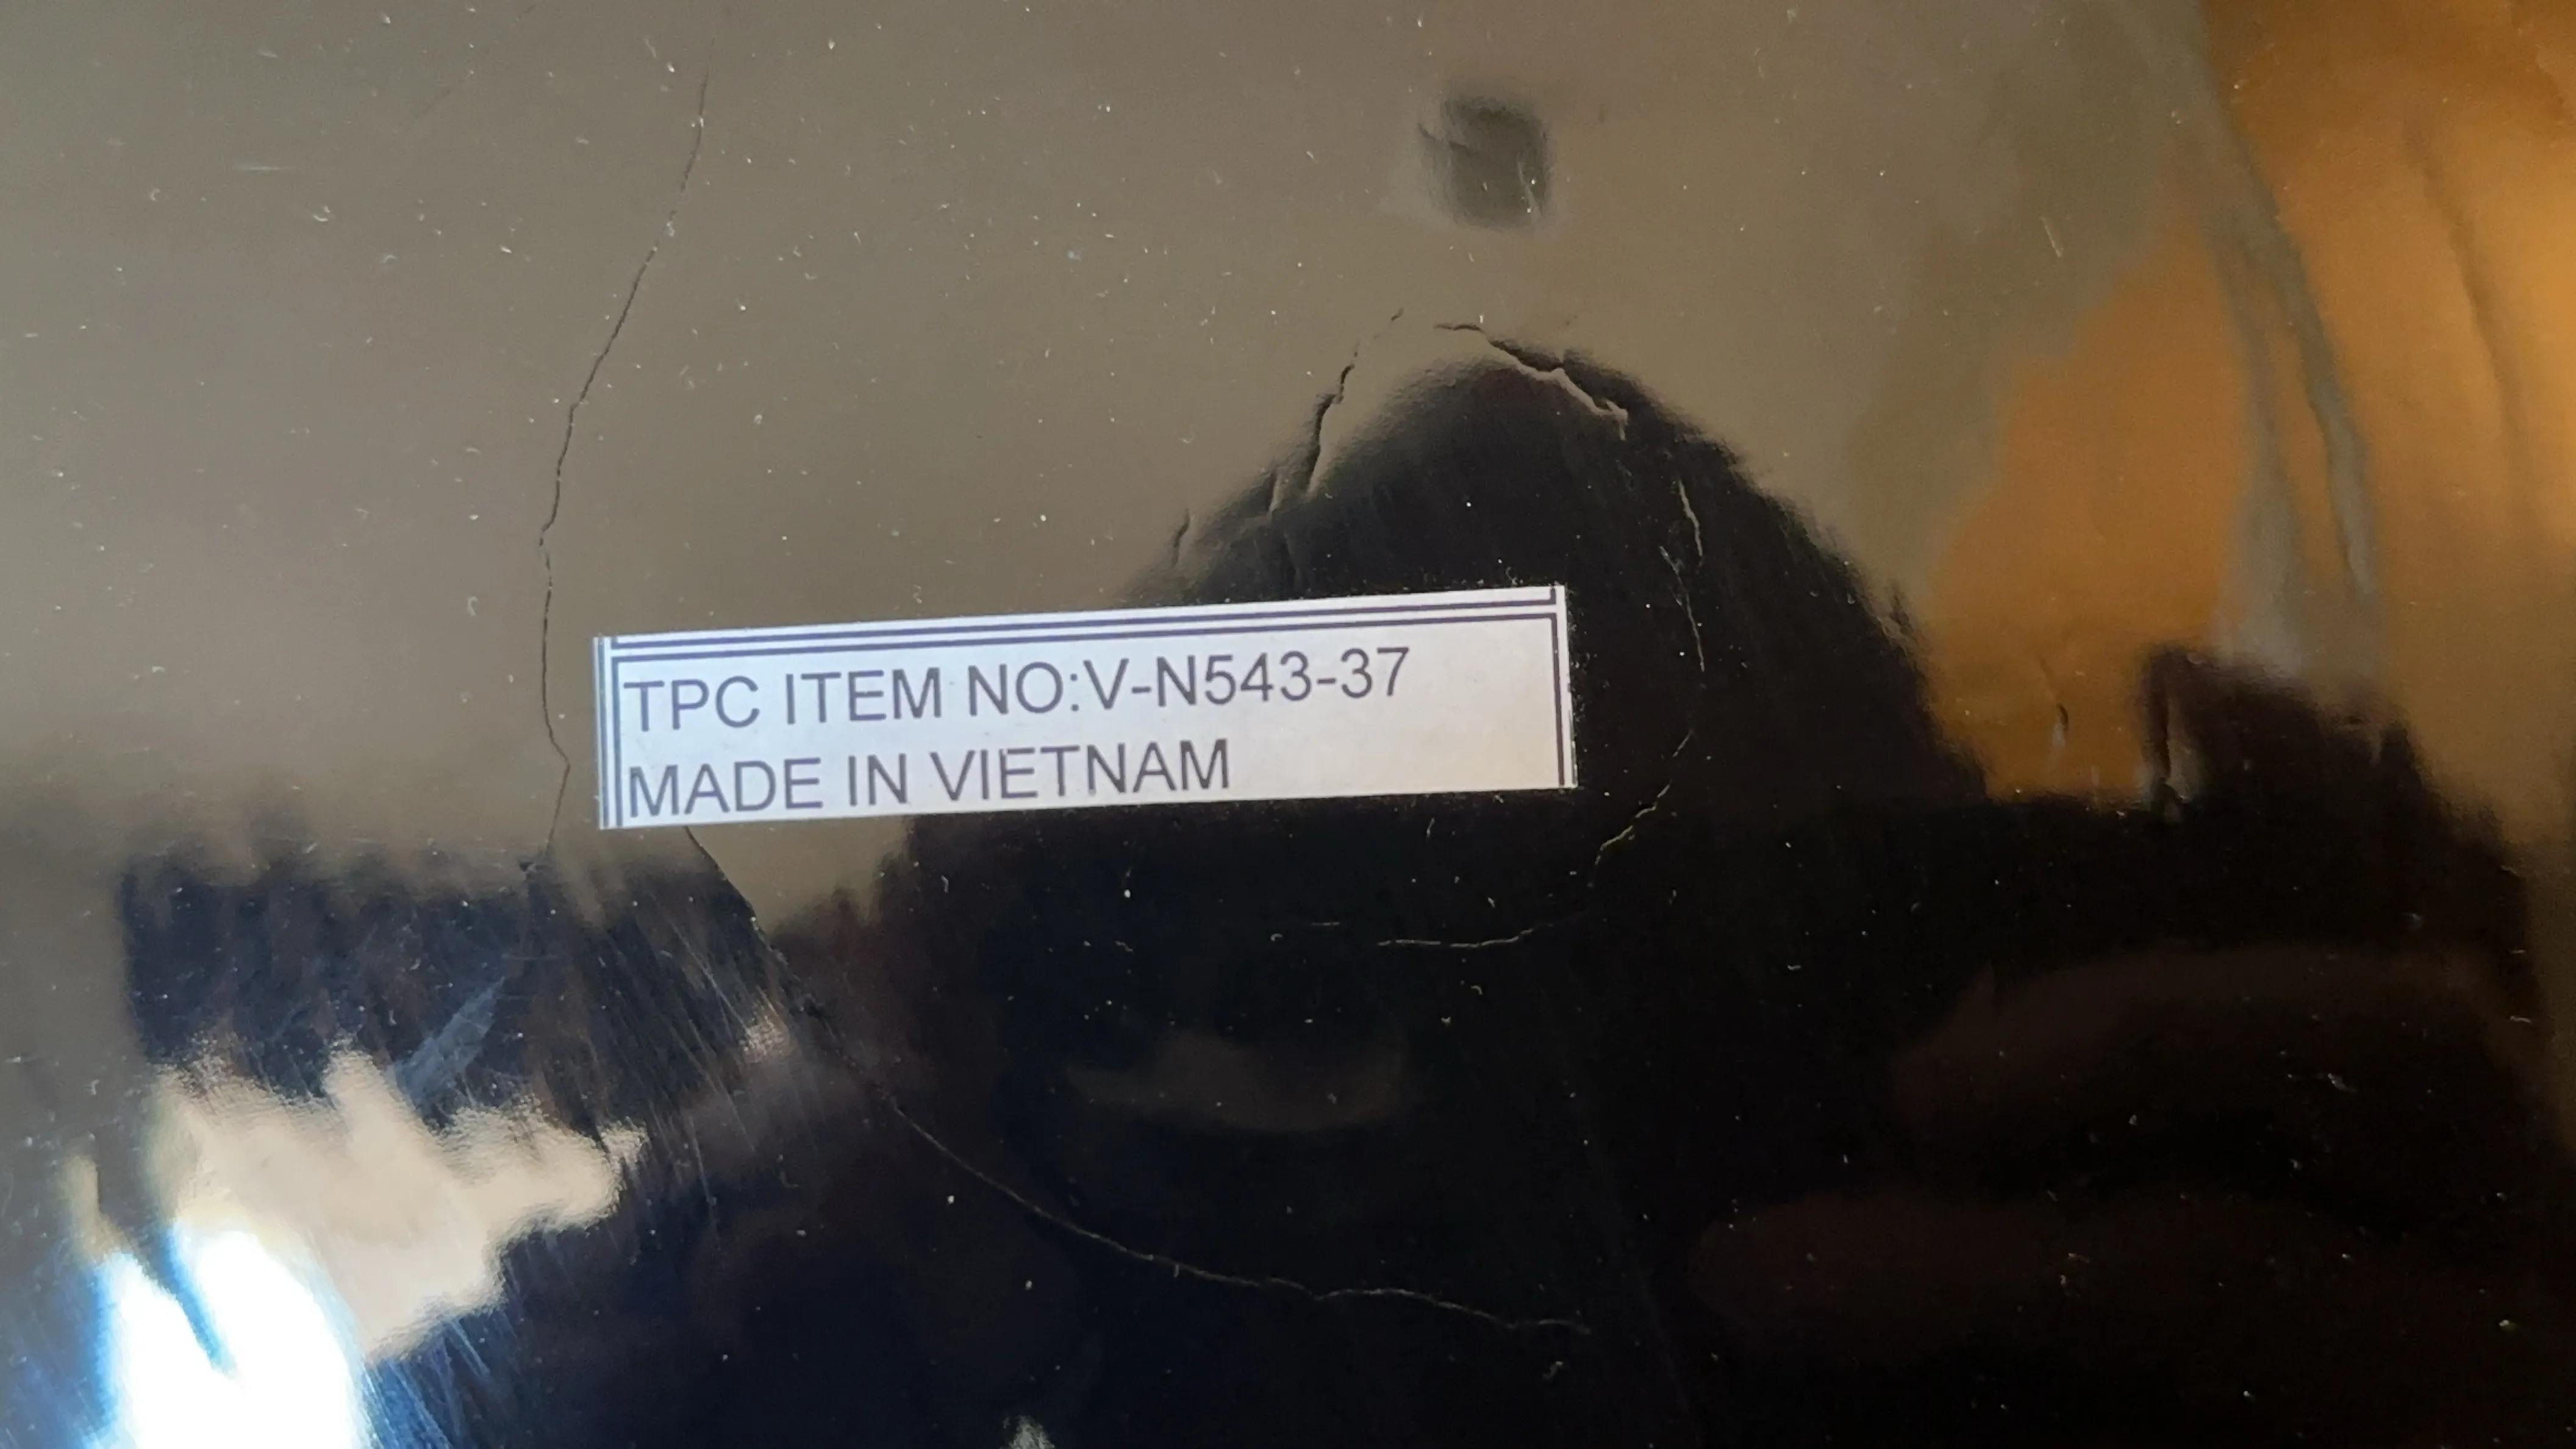 TPC ITEM NO:V-N543-37
MADE IN VIETNAM